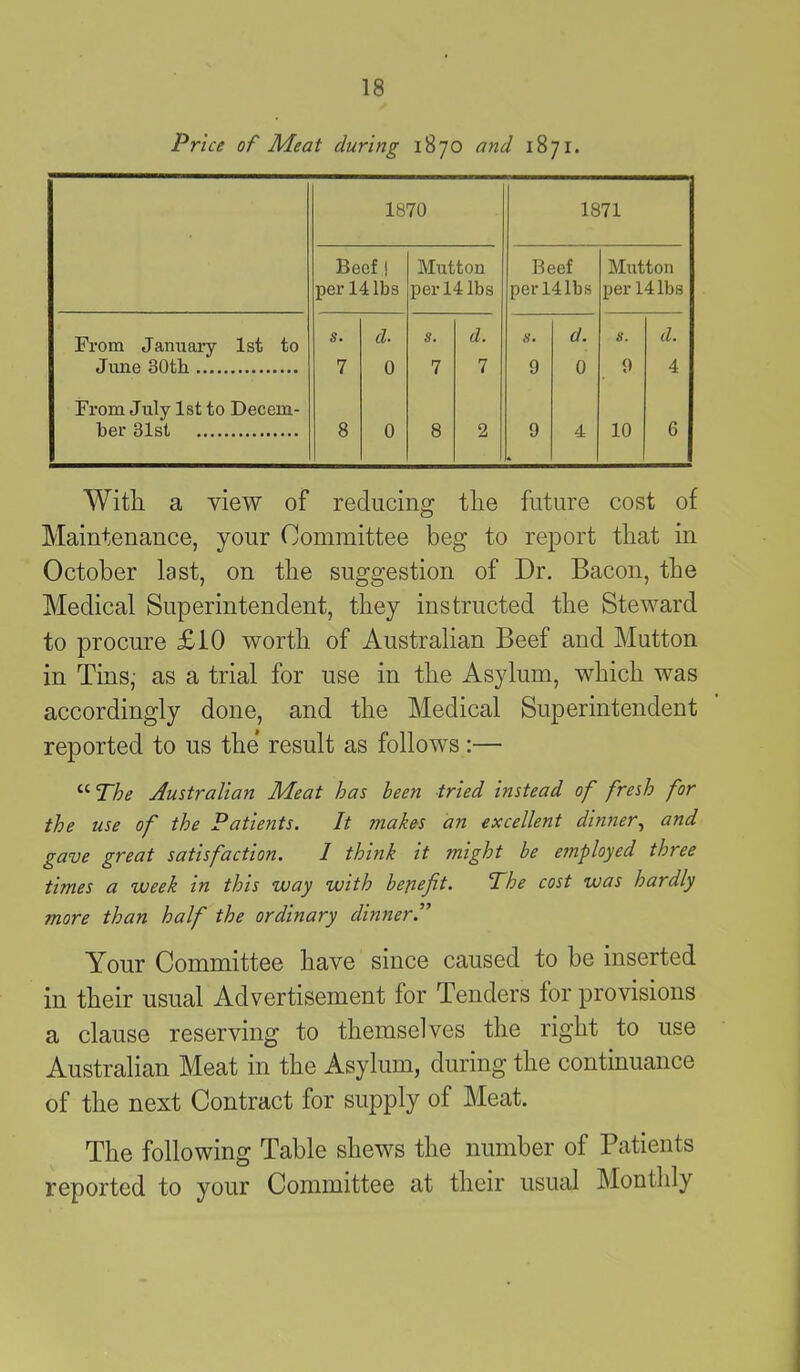 18
Price of Meat during 1870 and 1871.
1870 1871
Beef | Mutton Beef Mutton
per 14 lbs per 14 lbs per 14 lbs per 14 lbs
s. d. s. d. s. d. s. d.
From January 1st to
June 30th ............... 7 0 7 7 9 0 9 4
From July 1st to Decem-
ber 31st ............... 8 0 8 2 9 4 10 6
With a view of reducing the future cost of
Maintenance, your Committee beg to report that in
October last, on the suggestion of Dr. Bacon, the
Medical Superintendent, they instructed the Steward
to procure £10 worth of Australian Beef and Mutton
in Tins, as a trial for use in the Asylum, which was
accordingly done, and the Medical Superintendent
reported to us the result as follows :—
“The Australian Meat has been tried instead of fresh for
the use of the Patients. It makes an excellent dinner, and
gave great satisfaction. I think it might be employed three
times a week in this way with benefit. The cost was hardly
more than half the ordinary dinner.”
Your Committee have since caused to be inserted
in their usual Advertisement for Tenders for provisions
a clause reserving to themselves the right to use
Australian Meat in the Asylum, during the continuance
of the next Contract for supply of Meat.
The following Table shews the number of Patients
reported to your Committee at their usual Monthly